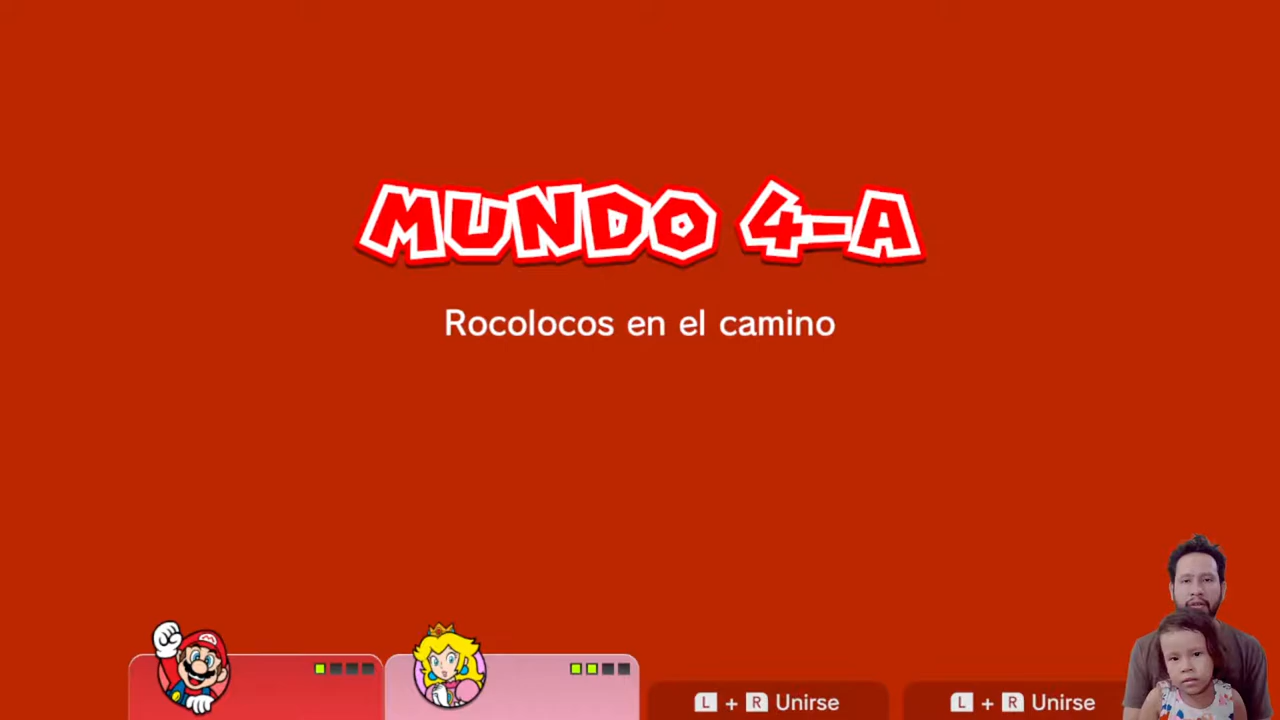 MUNDO 4-A
Rocolocos en el camino
L + R Unirse
L + R Unirse